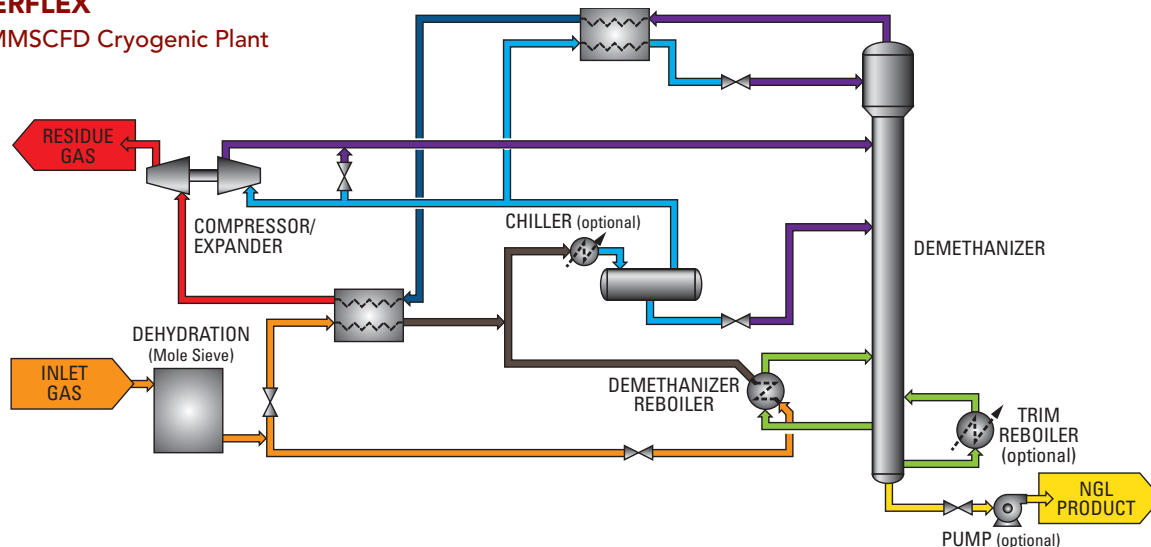 MMSCFD Cryogenic Plant
RESIDUE
GAS
COMPRESSOR/
EXPANDER
CHILLER (optional)
DEMETHANIZER
DEHYDRATION
(Mole Sieve)
INLET
GAS
DEMETHANIZER
REBOILER
TRIM
REBOILER
(optional)
NGL
PRODUCT
PUMP (optional)